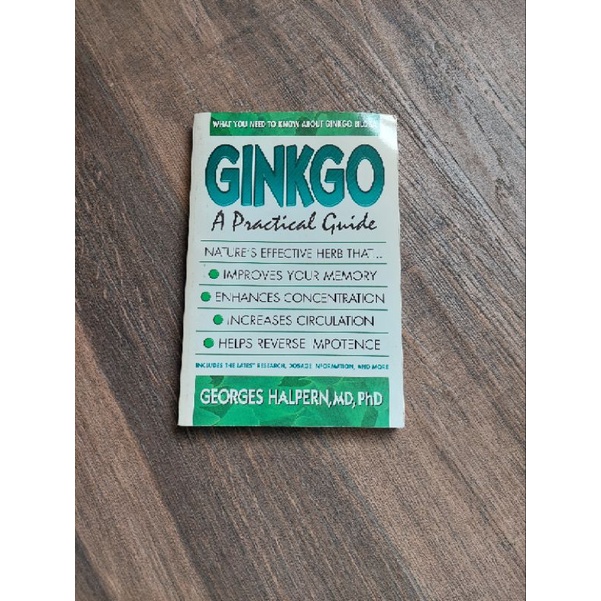 WHAT YOU NEED TO KNOW ABOUT GINKGO
GINKGO
A Practical Guide
NATURE'S EFFECTIVE HERB THAT...
IMPROVES YOUR MEMORY
ENHANCES CONCENTRATION
INCREASES CIRCULATION
HELPS REVERSE IMPOTENCE
INCLUDES THE LATEST RESEARCH, DOSAGE INFORMATION, AND MORE
GEORGES HALPERN, MD, PhD